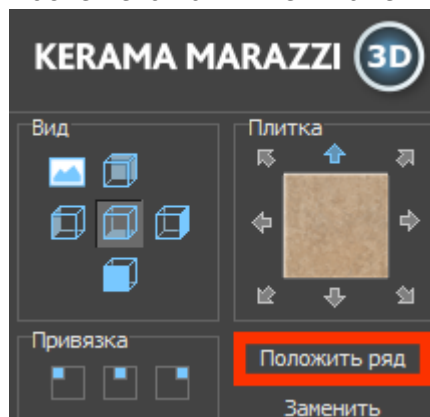 KERAMA MARAZZI 3D
Вид
Плитка
Привязка
Положить ряд
Заменить